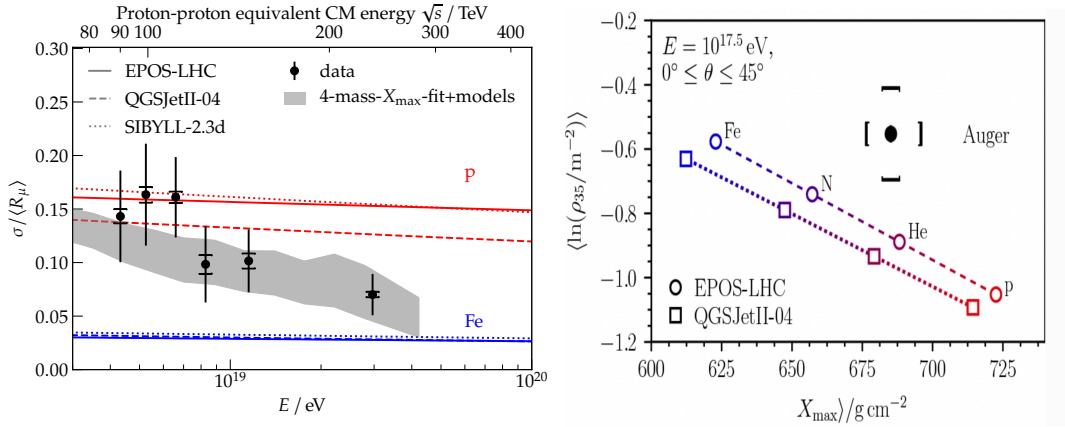 Proton-proton equivalent CM energy √s / TeV
80 90 100 200 300 400
0.30
0.25
0.20
0.15
0.10
0.05
0.00
σ/⟨R_μ⟩
EPOS-LHC
QGSJetII-04
SIBYLL-2.3d
data
4-mass-X_max-fit+models
p
Fe
10^19 10^20
E / eV
E = 10^17.5 eV,
0° ≤ θ ≤ 45°
−0.2
−0.4
−0.6
−0.8
−1.0
−1.2
⟨ln(ρ_35/m^−2)⟩
Auger
Fe
N
He
p
EPOS-LHC
QGSJetII-04
600 625 650 675 700 725
X_max⟩/g cm^−2